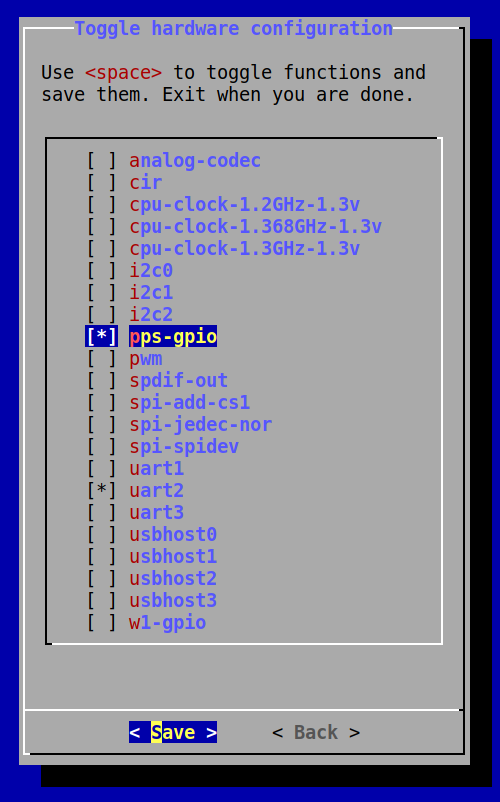 Toggle hardware configuration
Use <space> to toggle functions and
save them. Exit when you are done.
[ ] analog-codec
[ ] cir
[ ] cpu-clock-1.2GHz-1.3v
[ ] cpu-clock-1.368GHz-1.3v
[ ] cpu-clock-1.3GHz-1.3v
[ ] i2c0
[ ] i2c1
[ ] i2c2
[*] pps-gpio
[ ] pwm
[ ] spdif-out
[ ] spi-add-cs1
[ ] spi-jedec-nor
[ ] spi-spidev
[ ] uart1
[*] uart2
[ ] uart3
[ ] usbhost0
[ ] usbhost1
[ ] usbhost2
[ ] usbhost3
[ ] w1-gpio
< Save > < Back >